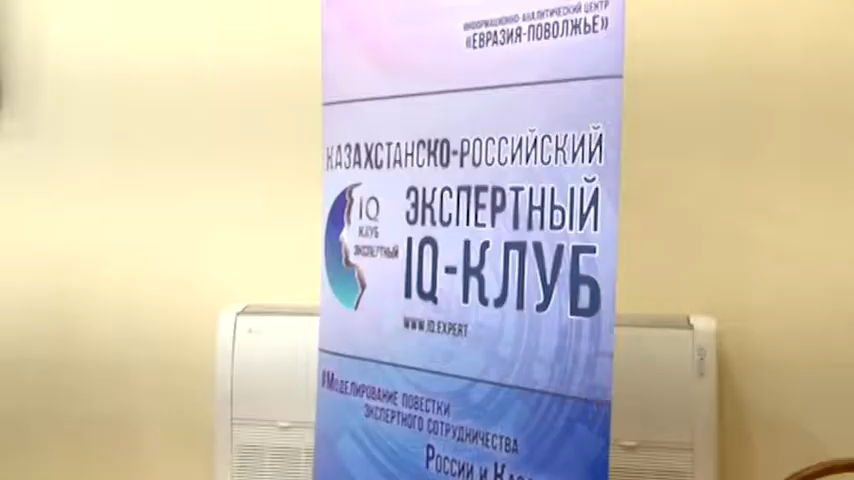 ИНФОРМАЦИОННО-АНАЛИТИЧЕСКИЙ ЦЕНТР
«ЕВРАЗИЯ-ПОВОЛЖЬЕ»
КАЗАХСТАНСКО-РОССИЙСКИЙ
ЭКСПЕРТНЫЙ
IQ-КЛУБ
IQ
КЛУБ
ЭКСПЕРТНЫЙ
WWW.IQ.EXPERT
#МОДЕЛИРОВАНИЕ ПОВЕСТКИ
ЭКСПЕРТНОГО СОТРУДНИЧЕСТВА
РОССИИ И